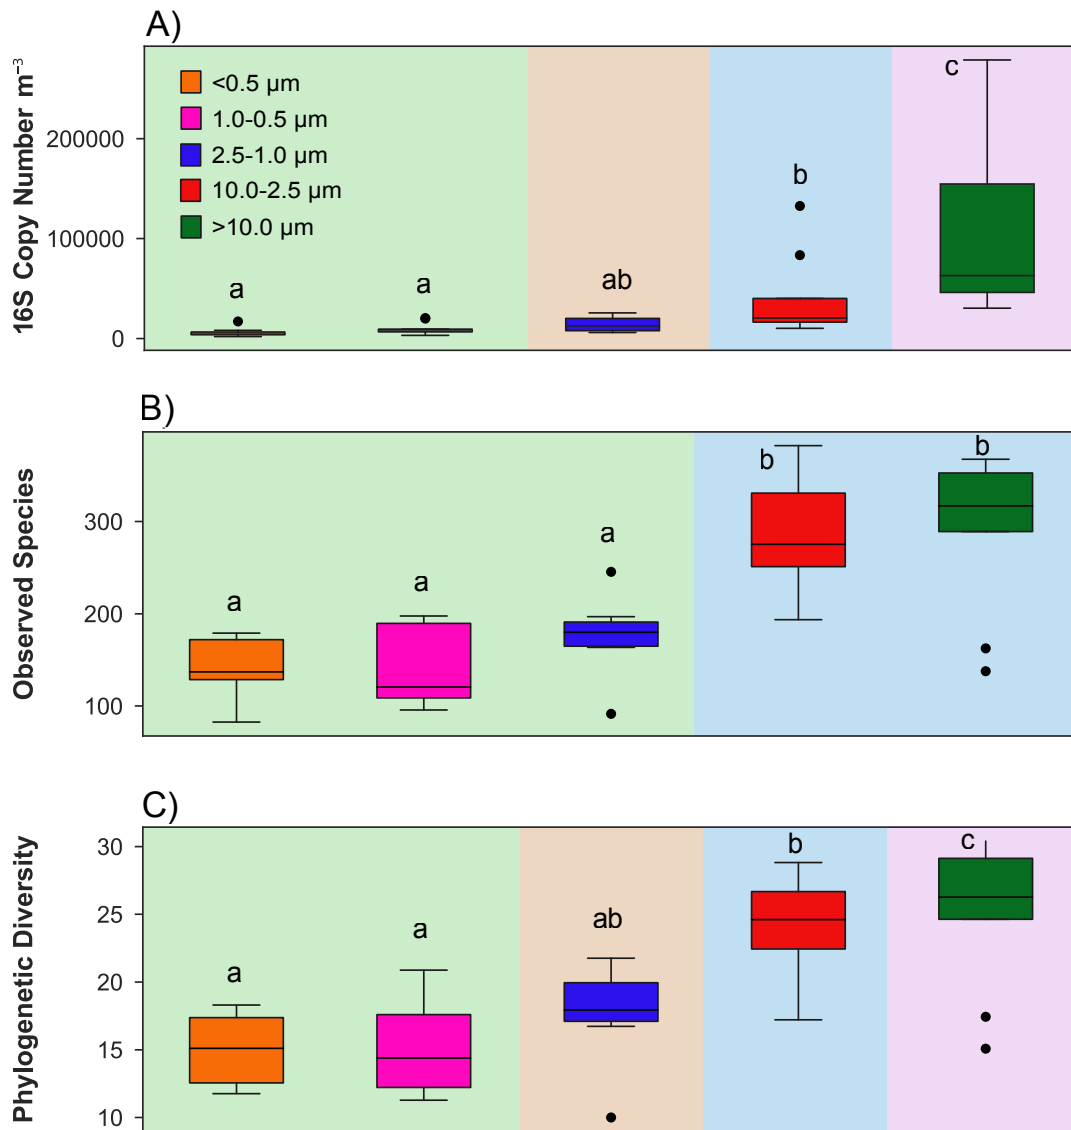 A)
16S Copy Number m⁻³
200000
100000
0
<0.5 µm
1.0-0.5 µm
2.5-1.0 µm
10.0-2.5 µm
>10.0 µm
a
a
ab
b
c
B)
Observed Species
300
200
100
a
a
a
b
b
C)
Phylogenetic Diversity
30
25
20
15
10
a
a
ab
b
c